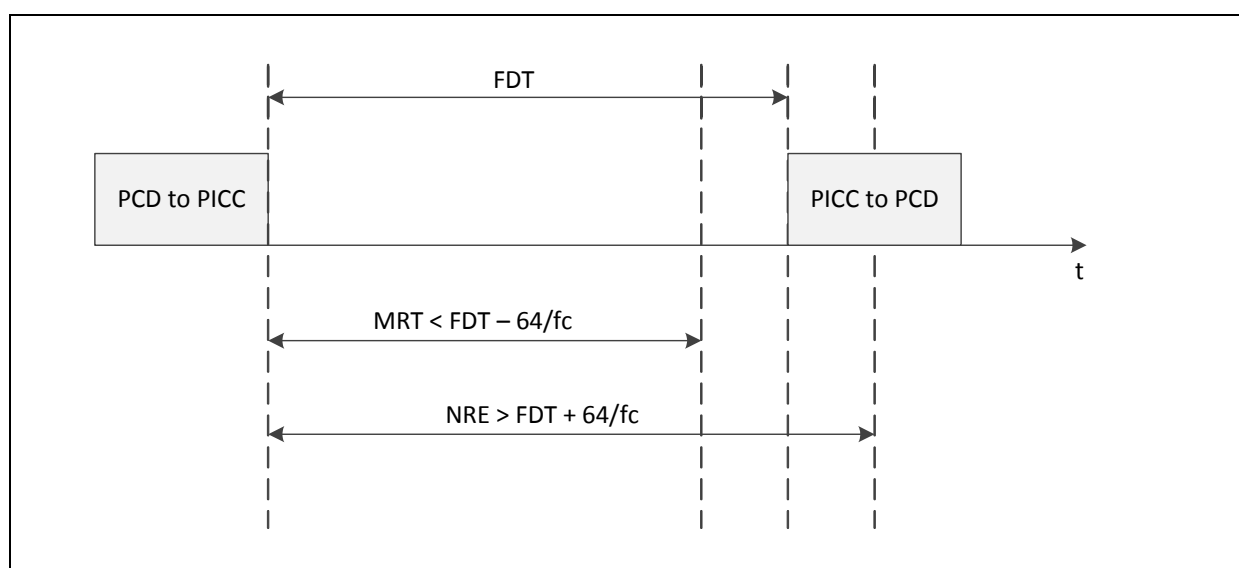 FDT
PCD to PICC
PICC to PCD
t
MRT < FDT – 64/fc
NRE > FDT + 64/fc